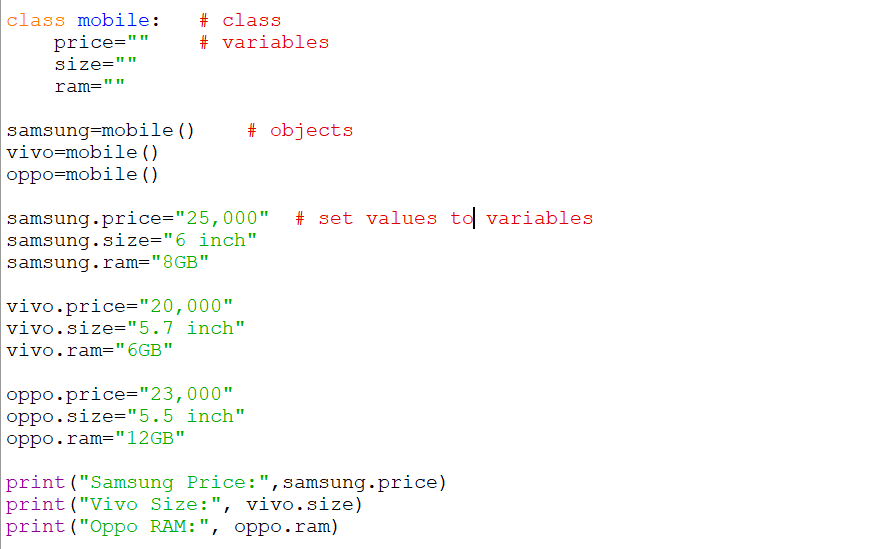 class mobile:   # class
    price=""    # variables
    size=""
    ram=""
samsung=mobile()    # objects
vivo=mobile()
oppo=mobile()
samsung.price="25,000"  # set values to variables
samsung.size="6 inch"
samsung.ram="8GB"
vivo.price="20,000"
vivo.size="5.7 inch"
vivo.ram="6GB"
oppo.price="23,000"
oppo.size="5.5 inch"
oppo.ram="12GB"
print("Samsung Price:",samsung.price)
print("Vivo Size:", vivo.size)
print("Oppo RAM:", oppo.ram)